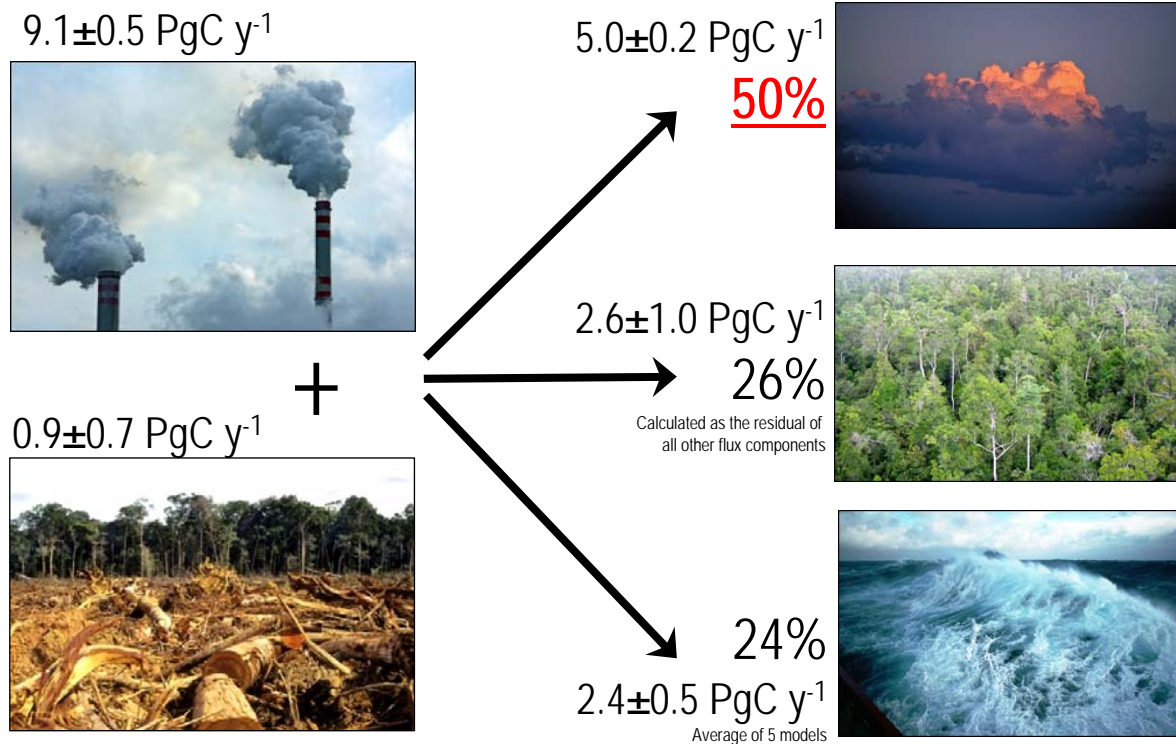 9.1±0.5 PgC y-1
+
0.9±0.7 PgC y-1
5.0±0.2 PgC y-1
50%
2.6±1.0 PgC y-1
26%
Calculated as the residual of
all other flux components
24%
2.4±0.5 PgC y-1
Average of 5 models